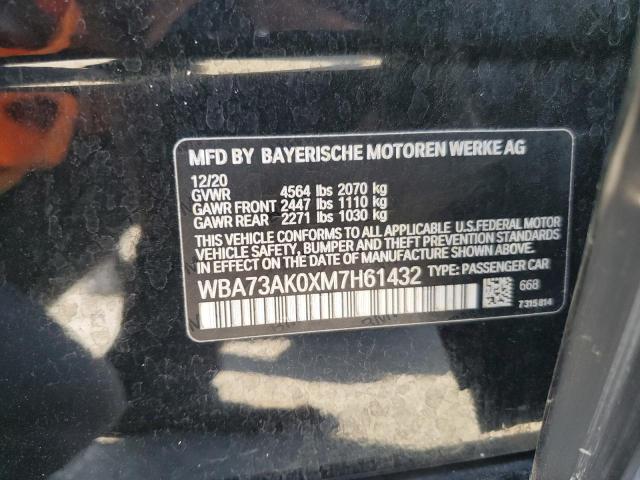 MFD BY BAYERISCHE MOTOREN WERKE AG
12/20
GVWR 4564 lbs 2070 kg
GAWR FRONT 2447 lbs 1110 kg
GAWR REAR 2271 lbs 1030 kg
THIS VEHICLE CONFORMS TO ALL APPLICABLE U.S.FEDERAL MOTOR
VEHICLE SAFETY, BUMPER AND THEFT PREVENTION STANDARDS
IN EFFECT ON THE DATE OF MANUFACTURE SHOWN ABOVE.
WBA73AK0XM7H61432 TYPE: PASSENGER CAR
668
7315814